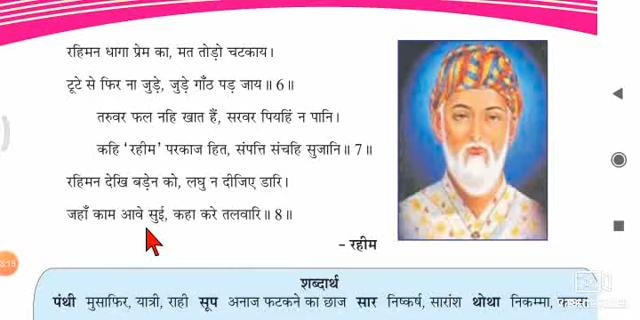 रहिमन धागा प्रेम का, मत तोड़ो चटकाय।
टूटे से फिर ना जुड़े, जुड़े गाँठ पड़ जाय॥ 6॥
तरुवर फल नहि खात हैं, सरवर पियहिं न पानि।
कहि ‘रहीम’ परकाज हित, संपत्ति संचहि सुजानि॥ 7॥
रहिमन देखि बड़ेन को, लघु न दीजिए डारि।
जहाँ काम आवे सुई, कहा करे तलवारि॥ 8॥
– रहीम
शब्दार्थ
पंथी मुसाफिर, यात्री, राही सूप अनाज फटकने का छाज सार निष्कर्ष, सारांश थोथा निकम्मा,